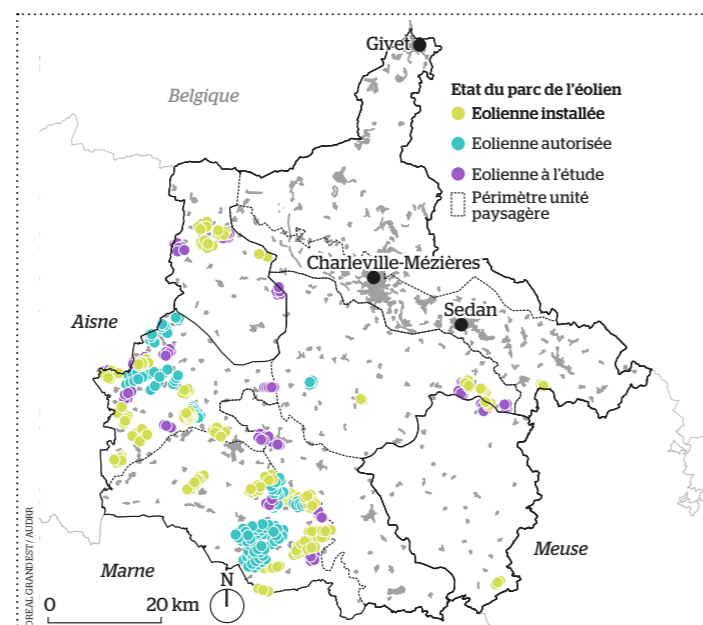 Givet
Belgique
Etat du parc de l'éolien
Eolienne installée
Eolienne autorisée
Eolienne à l'étude
Périmètre unité
paysagère
Charleville-Mézières
Sedan
Aisne
Meuse
Marne
N
0 20 km
DREAL GRAND EST / AUDRR